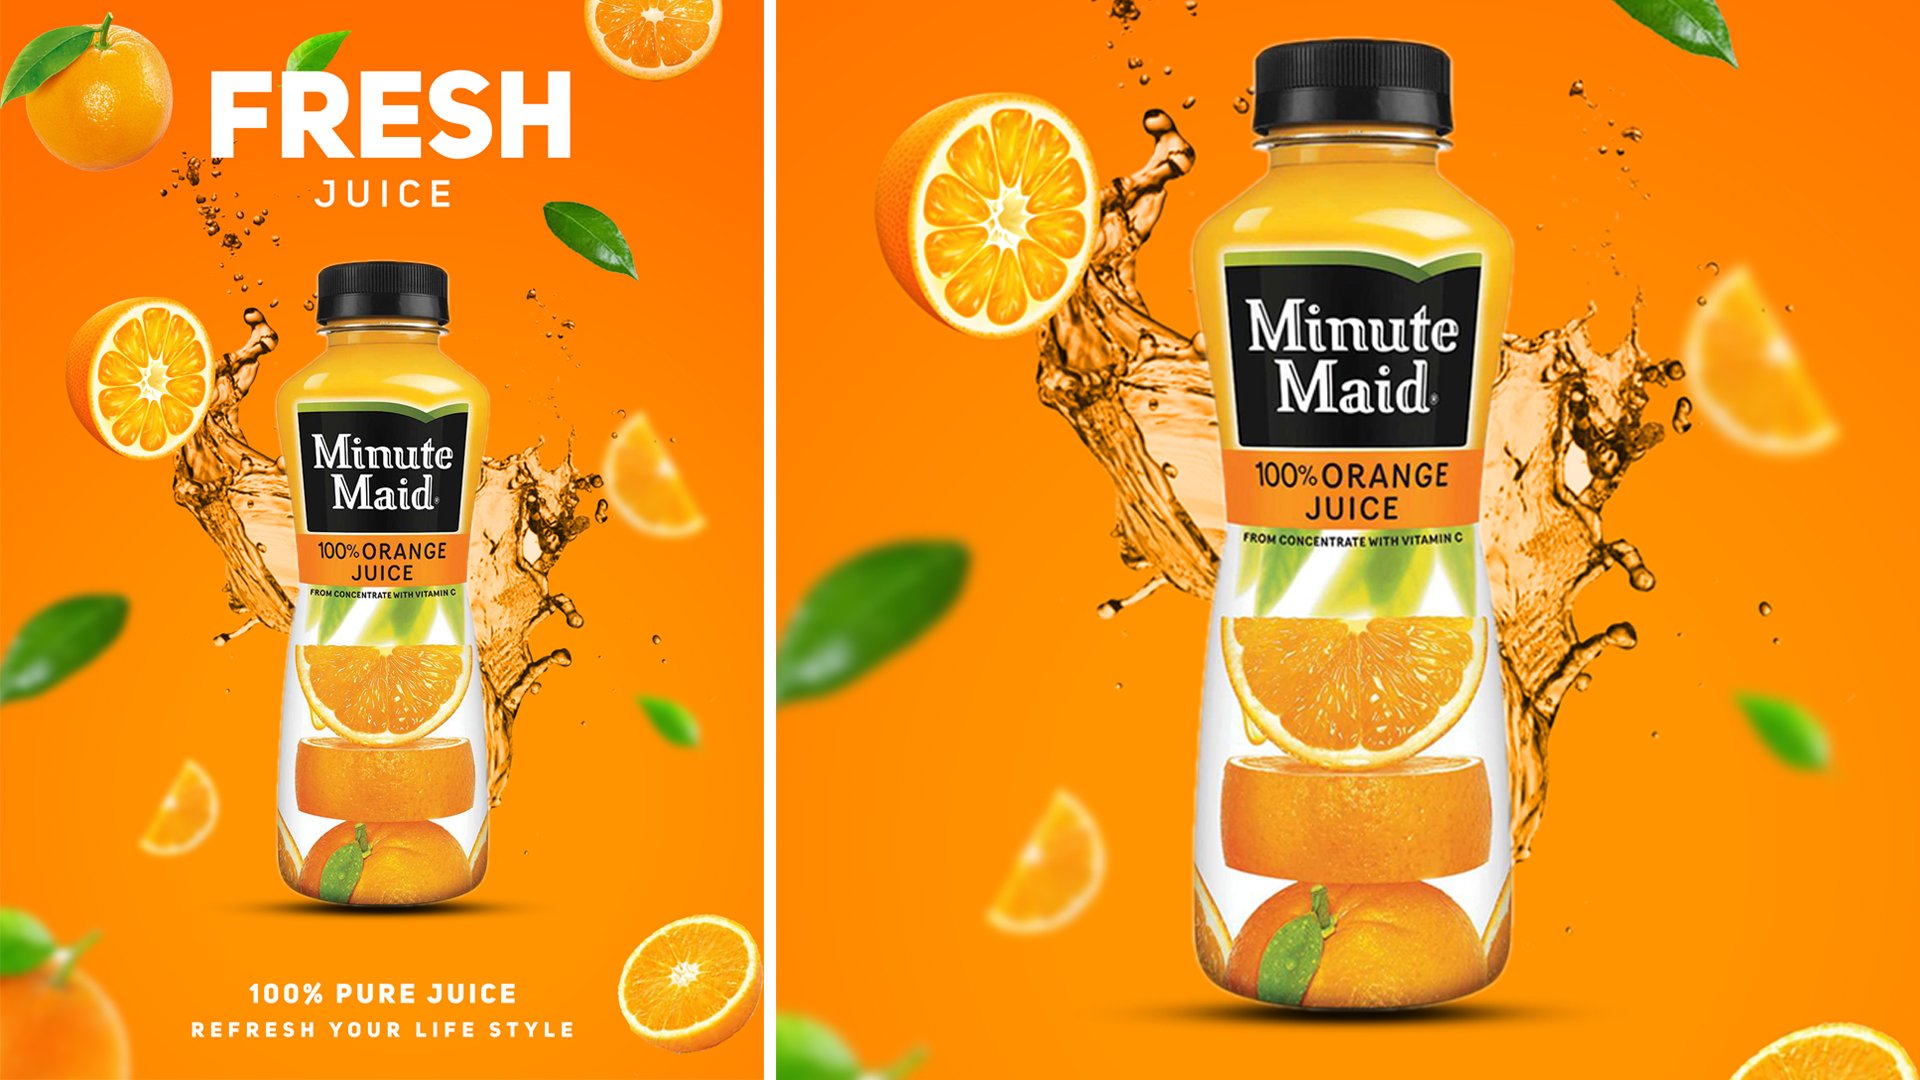 FRESH
JUICE
Minute
Maid®
100% ORANGE
JUICE
FROM CONCENTRATE WITH VITAMIN C
100% PURE JUICE
REFRESH YOUR LIFE STYLE
Minute
Maid®
100% ORANGE
JUICE
FROM CONCENTRATE WITH VITAMIN C